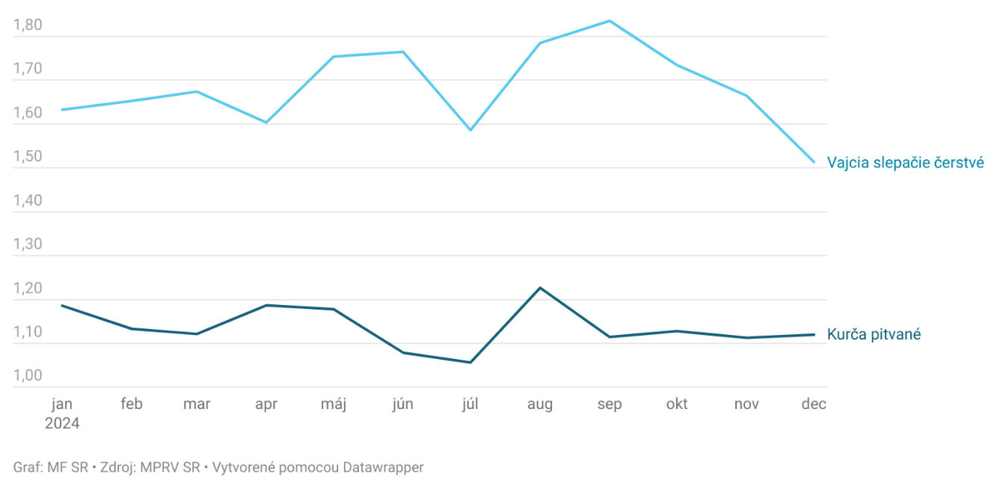 1,80
1,70
1,60
1,50
Vajcia slepačie čerstvé
1,40
1,30
1,20
1,10
Kurča pitvané
1,00
jan feb mar apr máj jún júl aug sep okt nov dec
2024
Graf: MF SR • Zdroj: MPRV SR • Vytvorené pomocou Datawrapper